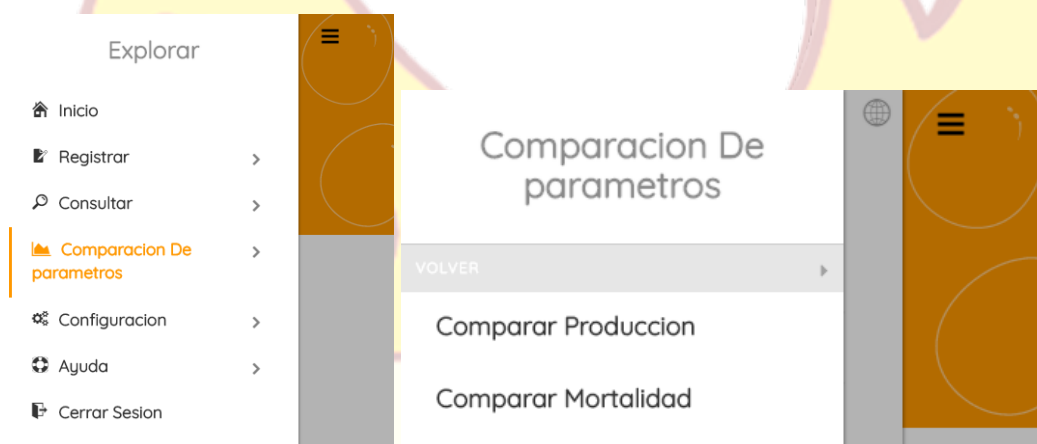 Explorar
Inicio
Registrar
Consultar
Comparacion De
parametros
Configuracion
Ayuda
Cerrar Sesion
Comparacion De
parametros
VOLVER
Comparar Produccion
Comparar Mortalidad